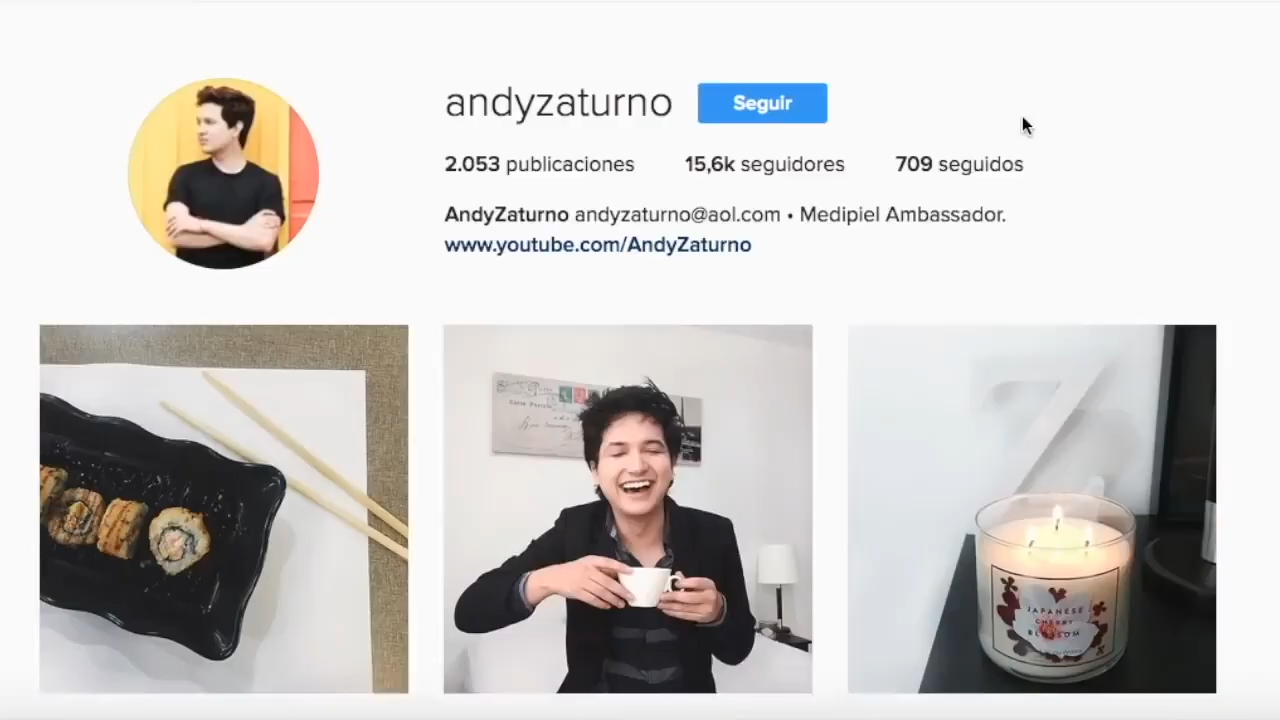 andyzaturno Seguir
2.053 publicaciones 15,6k seguidores 709 seguidos
AndyZaturno andyzaturno@aol.com • Medipiel Ambassador.
www.youtube.com/AndyZaturno
JAPANESE
CHERRY
BLOSSOM